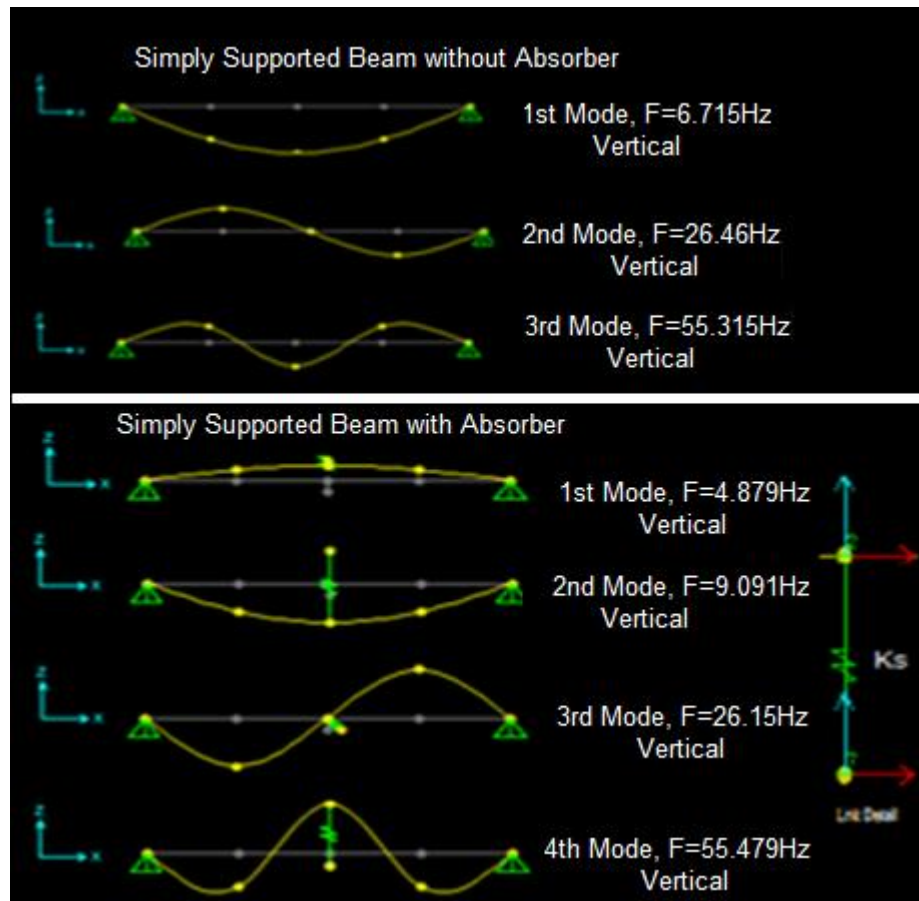 Simply Supported Beam without Absorber
1st Mode, F=6.715Hz
Vertical
2nd Mode, F=26.46Hz
Vertical
3rd Mode, F=55.315Hz
Vertical
Simply Supported Beam with Absorber
1st Mode, F=4.879Hz
Vertical
2nd Mode, F=9.091Hz
Vertical
Ks
3rd Mode, F=26.15Hz
Vertical
Link Detail
4th Mode, F=55.479Hz
Vertical